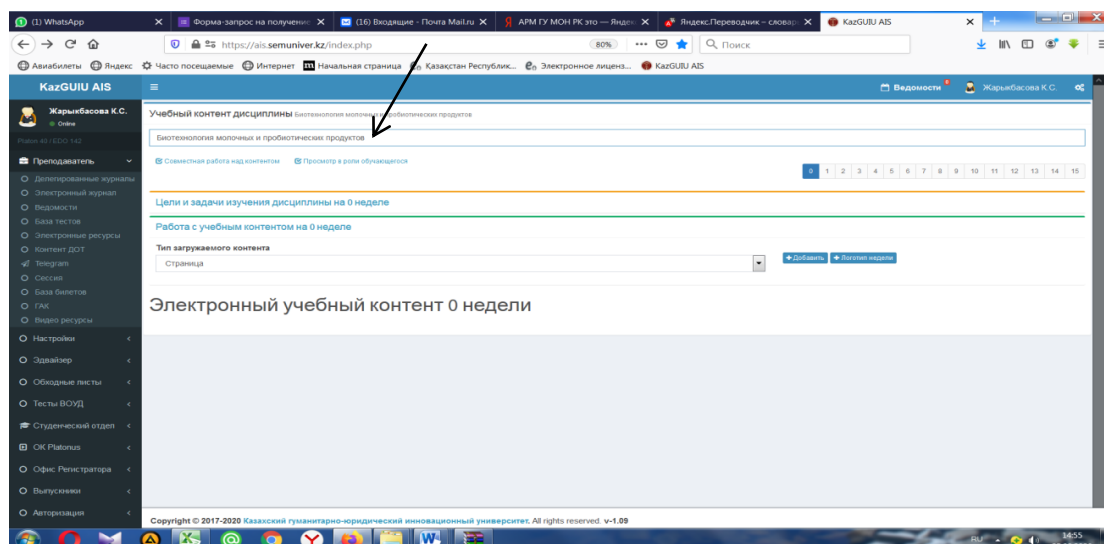 (1) WhatsApp
Форма-запрос на получение
(16) Входящие - Почта Mail.ru
АРМ ГУ МОН РК это — Яндекс
Яндекс.Переводчик – словарь
KazGUIU AIS
https://ais.semuniver.kz/index.php
80%
Поиск
Авиабилеты Яндекс Часто посещаемые Интернет Начальная страница Қазақстан Республик... Электронное лиценз... KazGUIU AIS
KazGUIU AIS
Ведомости
Жарыкбасова К.С.
Жарыкбасова К.С.
Online
Учебный контент дисциплины Биотехнология молочных и пробиотических продуктов
Биотехнология молочных и пробиотических продуктов
Совместная работа над контентом Просмотр в роли обучающегося
0 1 2 3 4 5 6 7 8 9 10 11 12 13 14 15
Цели и задачи изучения дисциплины на 0 неделе
Работа с учебным контентом на 0 неделе
Тип загружаемого контента
Страница
+Добавить
+Логотип недели
Электронный учебный контент 0 недели
Преподаватель
Делегированные журналы
Электронный журнал
Ведомости
База тестов
Электронные ресурсы
Контент ДОТ
Telegram
Сессия
База билетов
ГАК
Видео ресурсы
Настройки
Эдвайзер
Обходные листы
Тесты ВОУД
Студенческий отдел
OK Platonus
Офис Регистратора
Выпускники
Авторизация
Copyright © 2017-2020 Казахский гуманитарно-юридический инновационный университет. All rights reserved. v-1.09
RU
14:55